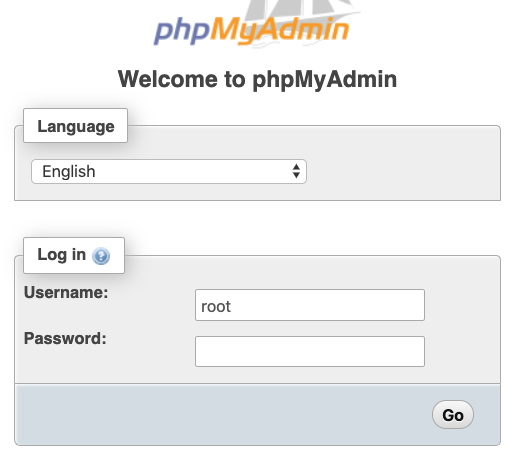 phpMyAdmin
Welcome to phpMyAdmin
Language
English
Log in
Username:
root
Password:
Go